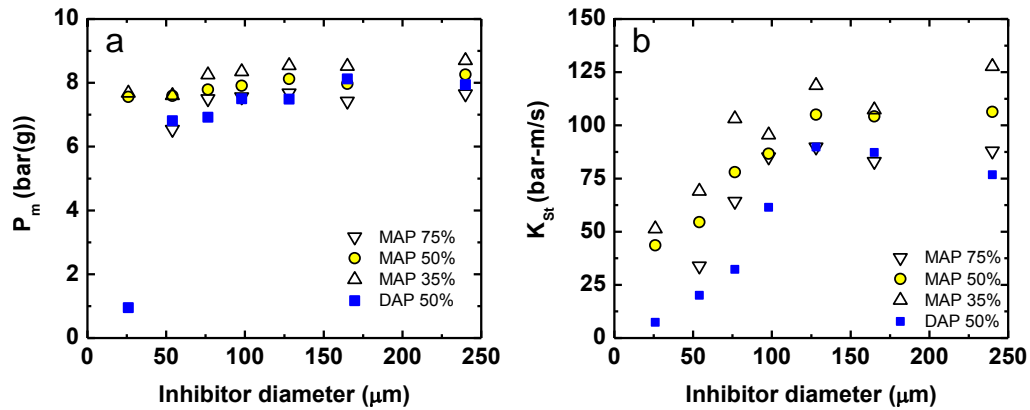 a
P_m (bar(g))
10
8
6
4
2
0
MAP 75%
MAP 50%
MAP 35%
DAP 50%
0 50 100 150 200 250
Inhibitor diameter (μm)
b
K_St (bar-m/s)
150
125
100
75
50
25
0
MAP 75%
MAP 50%
MAP 35%
DAP 50%
0 50 100 150 200 250
Inhibitor diameter (μm)